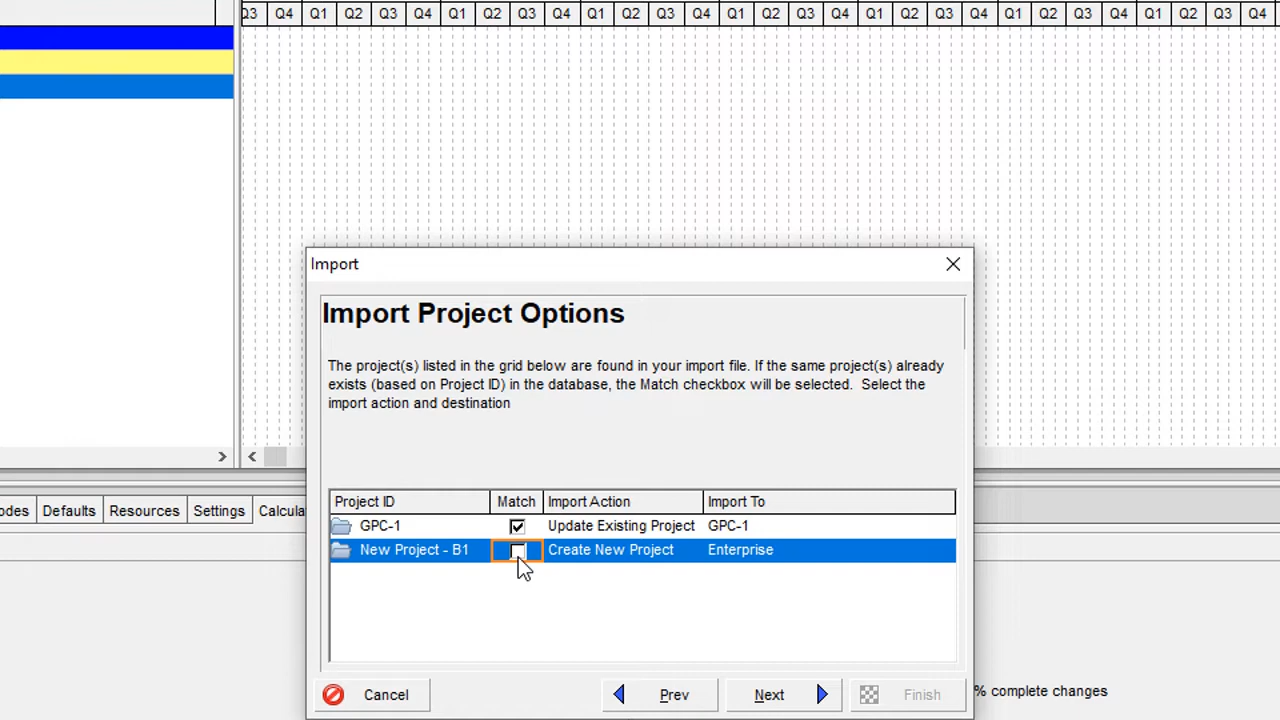 Q3 Q4 Q1 Q2 Q3 Q4 Q1 Q2 Q3 Q4 Q1 Q2 Q3 Q4 Q1 Q2 Q3 Q4 Q1 Q2 Q3 Q4 Q1 Q2 Q3 Q4 Q1 Q2 Q3 Q4
Import
Import Project Options
The project(s) listed in the grid below are found in your import file. If the same project(s) already
exists (based on Project ID) in the database, the Match checkbox will be selected. Select the
import action and destination
odes Defaults Resources Settings Calcula
Project ID Match Import Action Import To
GPC-1 Update Existing Project GPC-1
New Project - B1 Create New Project Enterprise
Cancel Prev Next Finish
% complete changes